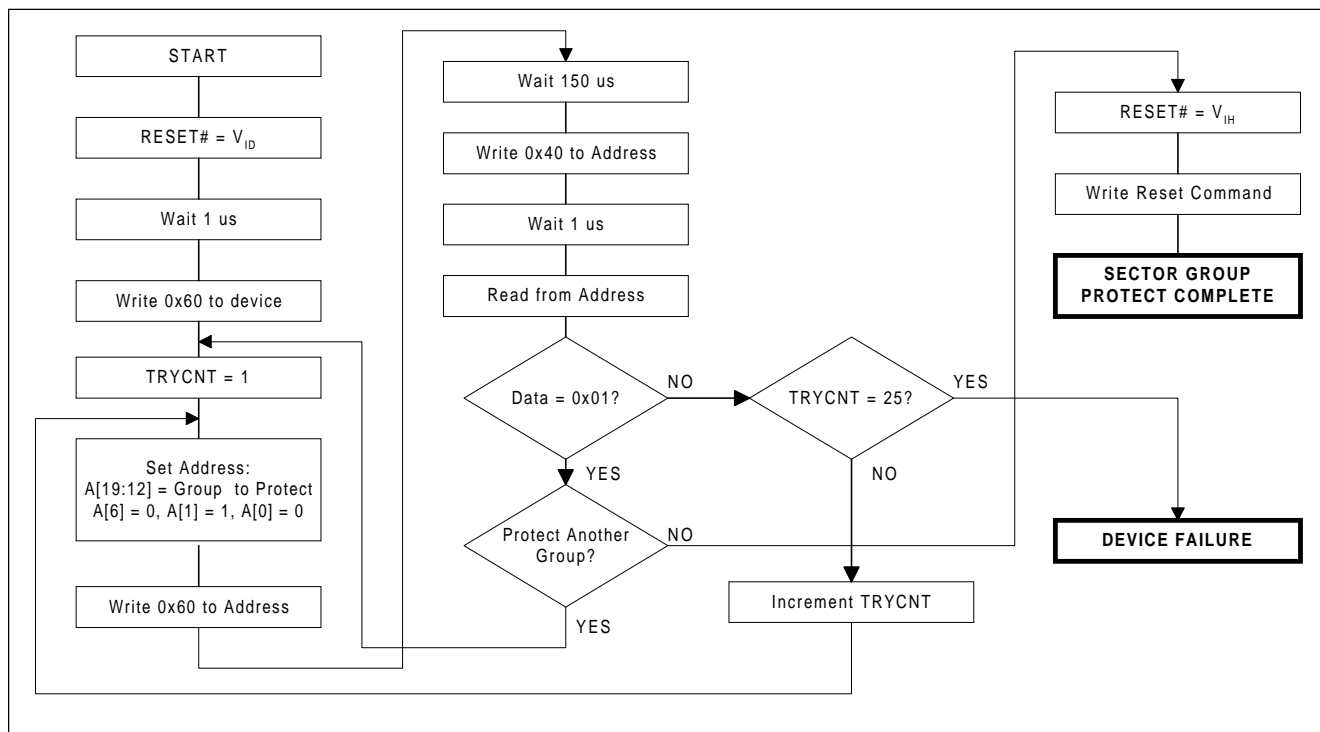 START
RESET# = VID
Wait 1 us
Write 0x60 to device
TRYCNT = 1
Set Address:
A[19:12] = Group to Protect
A[6] = 0, A[1] = 1, A[0] = 0
Write 0x60 to Address
Wait 150 us
Write 0x40 to Address
Wait 1 us
Read from Address
Data = 0x01?
NO
YES
Protect Another
Group?
NO
YES
TRYCNT = 25?
YES
NO
Increment TRYCNT
RESET# = VIH
Write Reset Command
SECTOR GROUP
PROTECT COMPLETE
DEVICE FAILURE